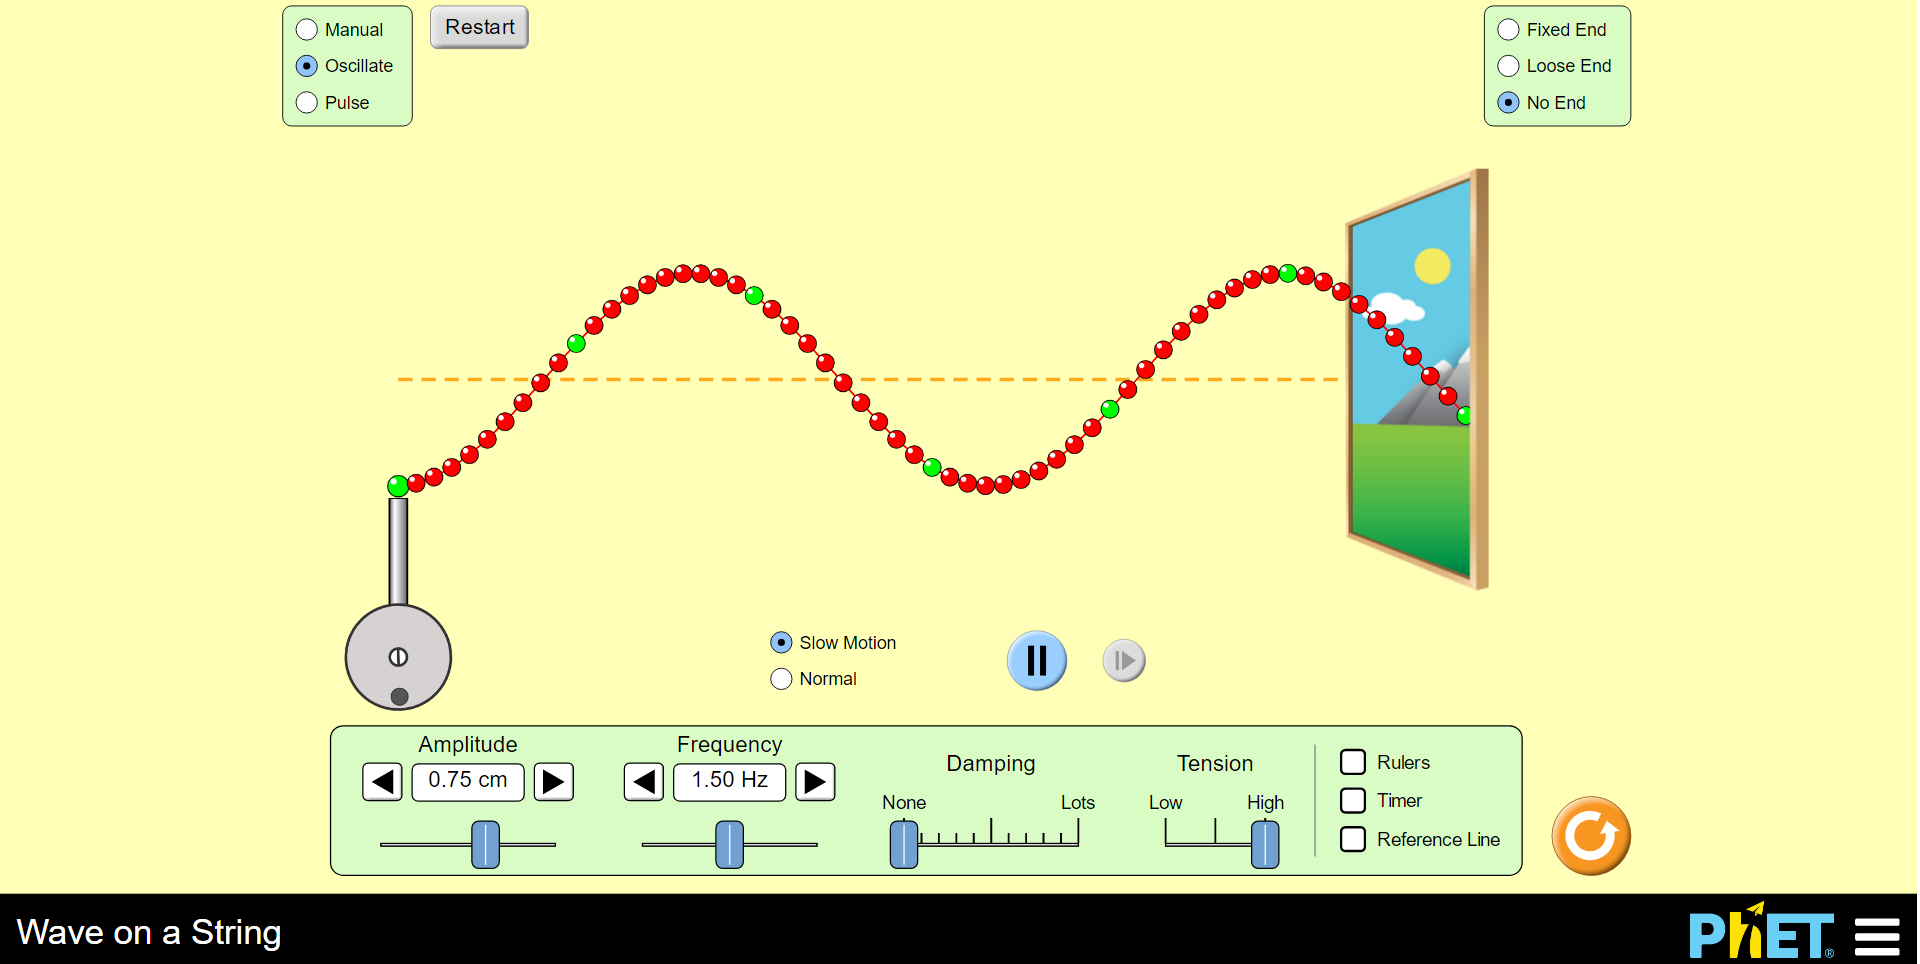 Manual
Oscillate
Pulse
Restart
Fixed End
Loose End
No End
Slow Motion
Normal
Amplitude
0.75 cm
Frequency
1.50 Hz
Damping
None
Lots
Tension
Low
High
Rulers
Timer
Reference Line
Wave on a String
PhET®